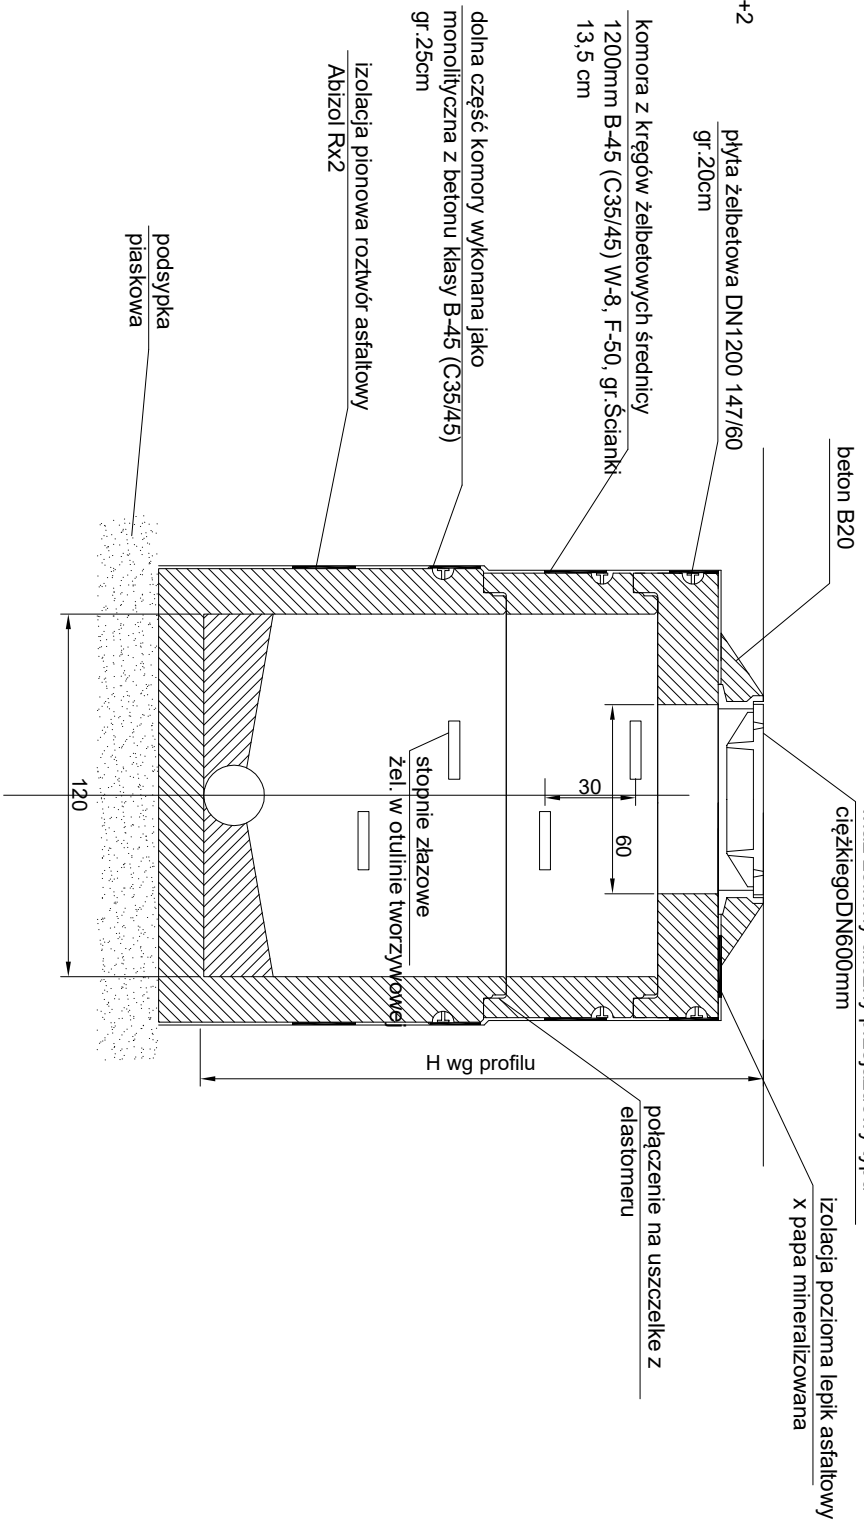 beton B20
ciężkiegoDN600mm
izolacja pozioma lepik asfaltowy
x papa mineralizowana
+2
płyta żelbetowa DN1200 147/60
gr.20cm
komora z kręgów żelbetowych średnicy
1200mm B-45 (C35/45) W-8, F-50, gr.Ścianki
13,5 cm
dolna część komory wykonana jako
monolityczna z betonu klasy B-45 (C35/45)
gr.25cm
izolacja pionowa roztwór asfaltowy
Abizol Rx2
podsypka
piaskowa
60
30
stopnie złazowe
żel. w otulinie tworzywowej
120
H wg profilu
połączenie na uszczelke z
elastomeru